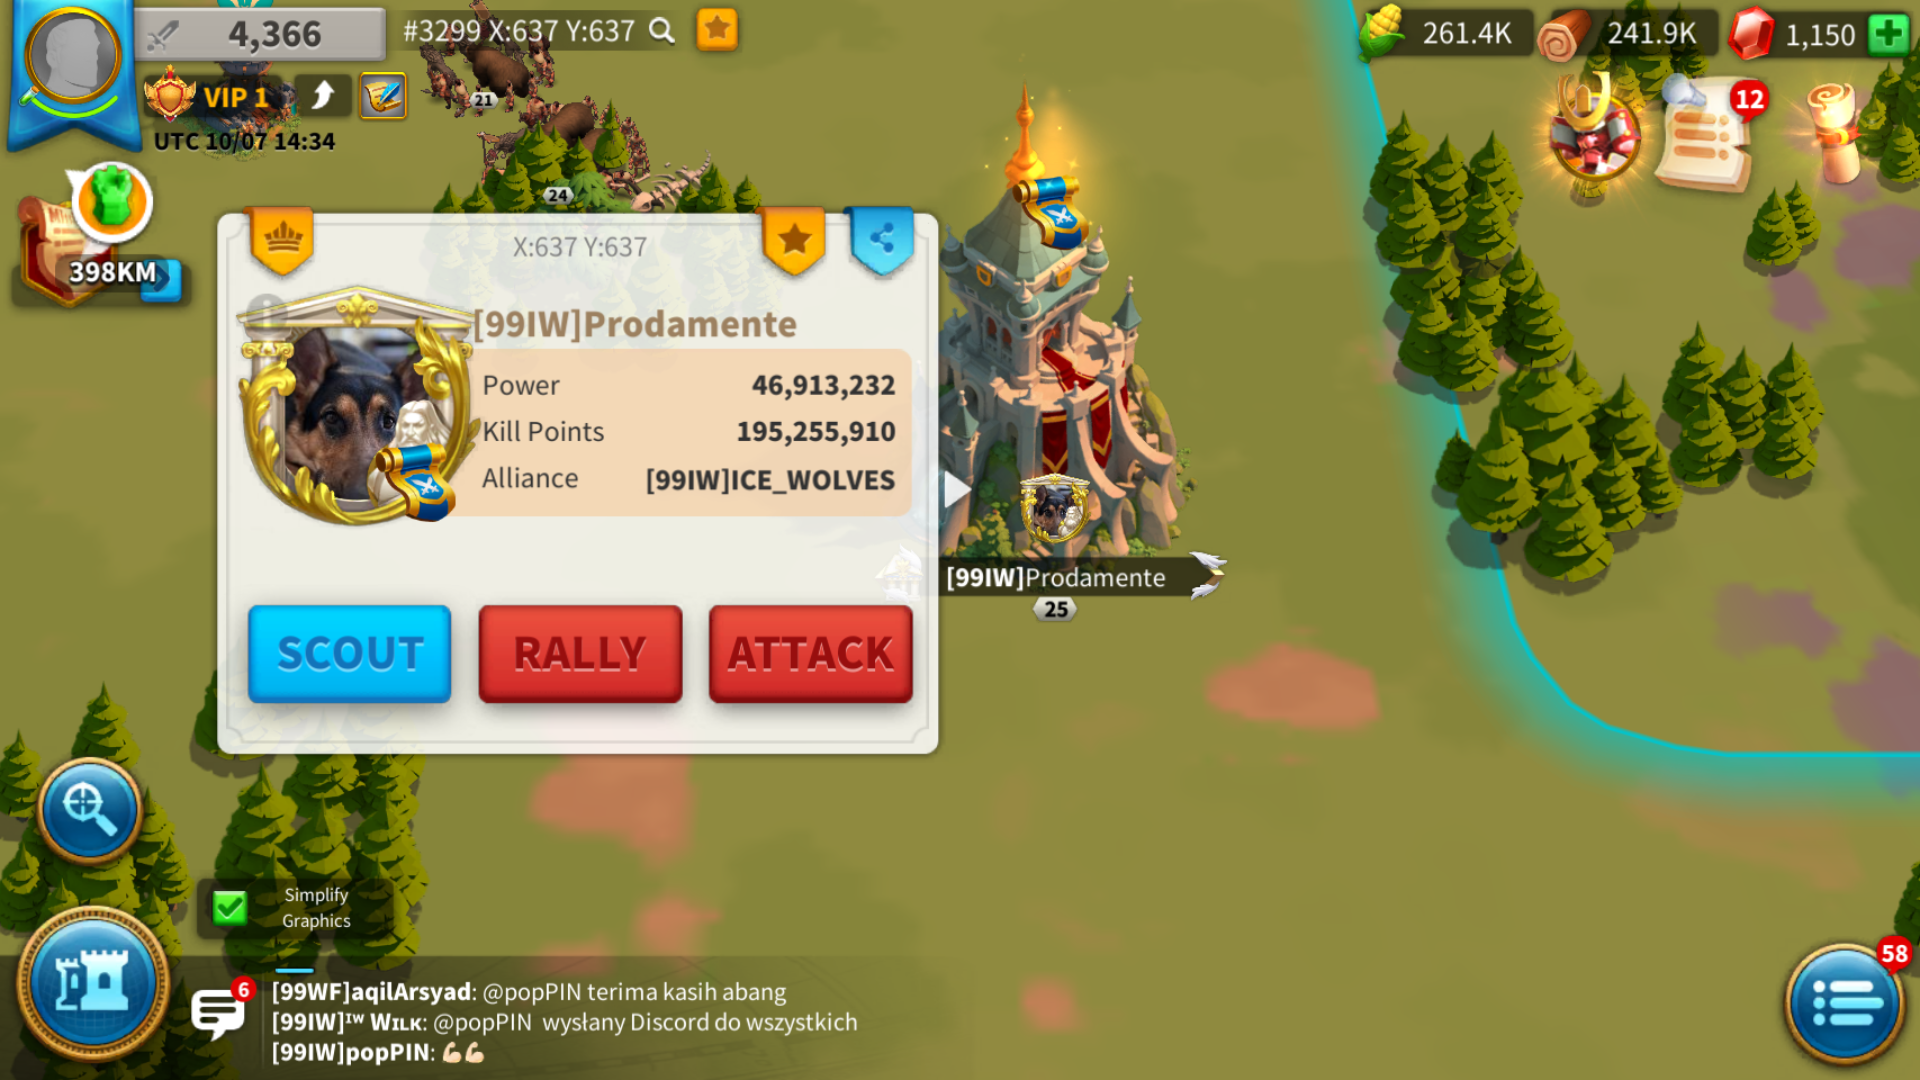 4,366
#3299 X:637 Y:637
261.4K
241.9K
1,150
VIP 1
UTC 10/07 14:34
21
12
24
398KM
X:637 Y:637
[99IW]Prodamente
Power 46,913,232
Kill Points 195,255,910
Alliance [99IW]ICE_WOLVES
SCOUT
RALLY
ATTACK
[99IW]Prodamente
25
Simplify
Graphics
58
6
[99WF]aqilArsyad: @popPIN terima kasih abang
[99IW]ᴵᵂ Wɪʟᴋ: @popPIN wysłany Discord do wszystkich
[99IW]popPIN: 💪🏻💪🏻